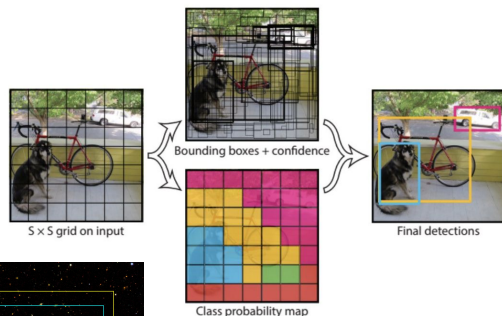 Bounding boxes + confidence
S × S grid on input
Final detections
Class probability map